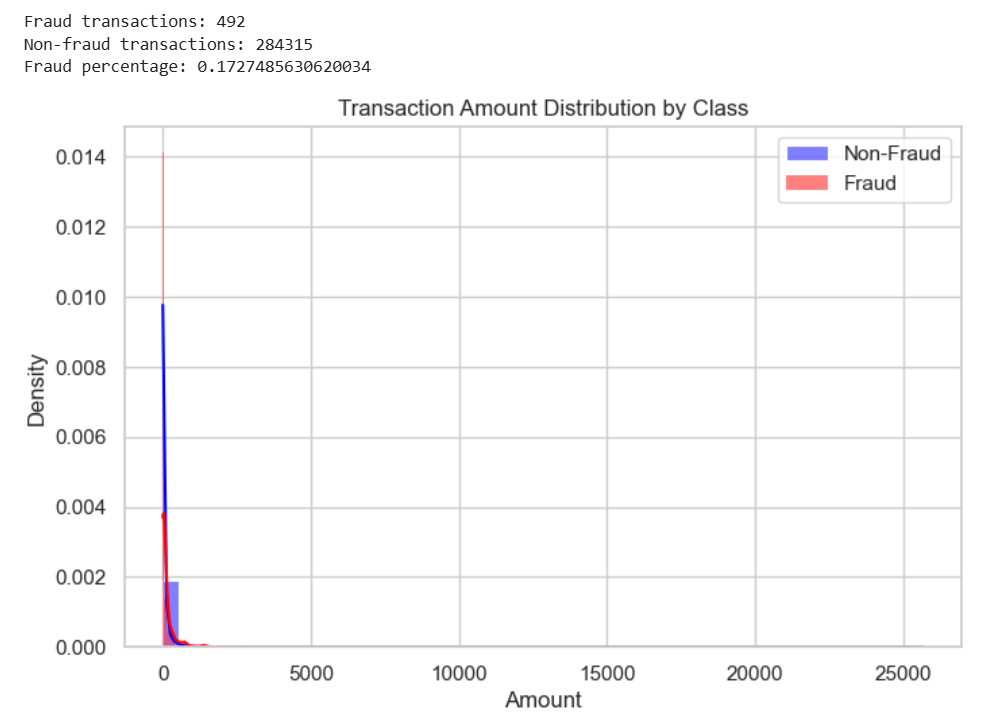 Fraud transactions: 492
Non-fraud transactions: 284315
Fraud percentage: 0.1727485630620034
Transaction Amount Distribution by Class
Non-Fraud
Fraud
0.014
0.012
0.010
0.008
0.006
0.004
0.002
0.000
Density
0 5000 10000 15000 20000 25000
Amount